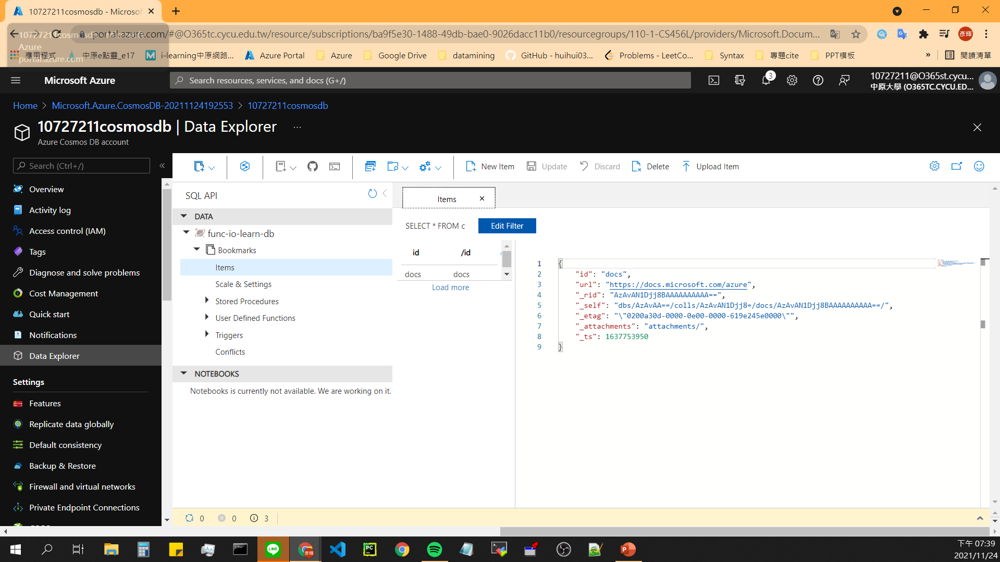 10727211cosmosdb - Microsof
portal.azure.com/#@O365tc.cycu.edu.tw/resource/subscriptions/ba9f5e30-1488-49db-bae0-9026dacc11b0/resourcegroups/110-1-CS456L/providers/Microsoft.Docum...
彥輝
10727211cosmosdb - Microsoft
Azure
portal.azure.com
應用程式
中原e點靈_e17
i-learning中原網路...
Azure Portal
Azure
Google Drive
datamining
GitHub - huihui03...
Problems - LeetCo...
Syntax
專題cite
PPT模板
»
閱讀清單
Microsoft Azure
Search resources, services, and docs (G+/)
3
10727211@O365st.cycu...
中原大學 (O365TC.CYCU.ED...
Home > Microsoft.Azure.CosmosDB-20211124192553 > 10727211cosmosdb
10727211cosmosdb | Data Explorer ...
Azure Cosmos DB account
Search (Ctrl+/)
«
Overview
Activity log
Access control (IAM)
Tags
Diagnose and solve problems
Cost Management
Quick start
Notifications
Data Explorer
Settings
Features
Replicate data globally
Default consistency
Backup & Restore
Firewall and virtual networks
Private Endpoint Connections
New Item
Update
Discard
Delete
Upload Item
SQL API
DATA
func-io-learn-db
Bookmarks
Items
Scale & Settings
Stored Procedures
User Defined Functions
Triggers
Conflicts
NOTEBOOKS
Notebooks is currently not available. We are working on it.
Items
SELECT * FROM c
Edit Filter
id /id
docs docs
Load more
1 {
2 "id": "docs",
3 "url": "https://docs.microsoft.com/azure",
4 "_rid": "AzAvAN1Djj8BAAAAAAAAAA==",
5 "_self": "dbs/AzAvAA==/colls/AzAvAN1Djj8=/docs/AzAvAN1Djj8BAAAAAAAAAA==/",
6 "_etag": "\"0200a30d-0000-0e00-0000-619e245e0000\"",
7 "_attachments": "attachments/",
8 "_ts": 1637753950
9 }
0 0 3
下午 07:39
2021/11/24